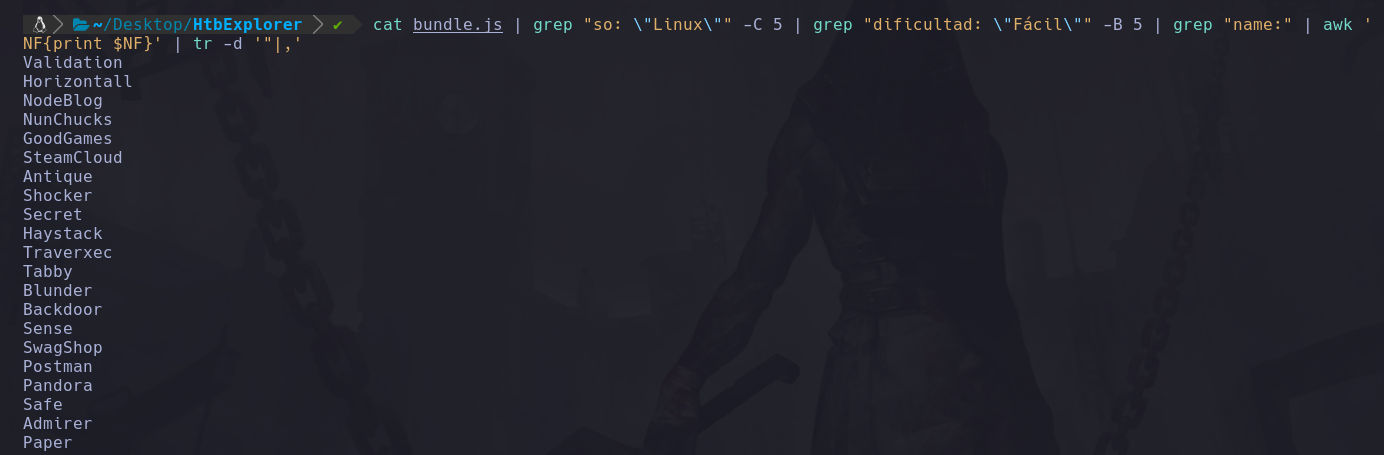 ~/Desktop/HtbExplorer ✔ cat bundle.js | grep "so: \"Linux\"" -C 5 | grep "dificultad: \"Fácil\"" -B 5 | grep "name:" | awk '
NF{print $NF}' | tr -d '"|,'
Validation
Horizontall
NodeBlog
NunChucks
GoodGames
SteamCloud
Antique
Shocker
Secret
Haystack
Traverxec
Tabby
Blunder
Backdoor
Sense
SwagShop
Postman
Pandora
Safe
Admirer
Paper